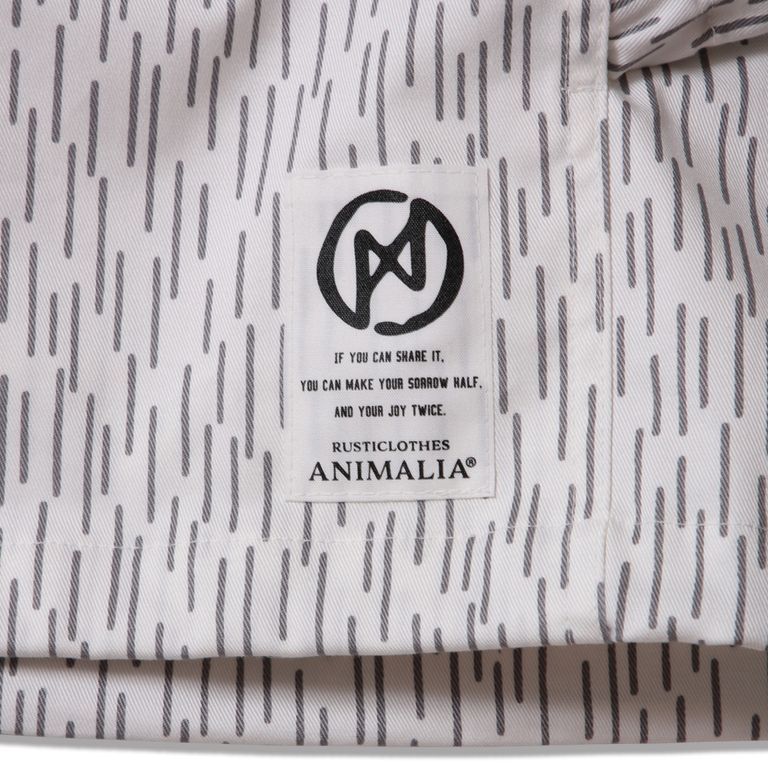 IF YOU CAN SHARE IT,
YOU CAN MAKE YOUR SORROW HALF,
AND YOUR JOY TWICE.
RUSTICLOTHES
ANIMALIA®